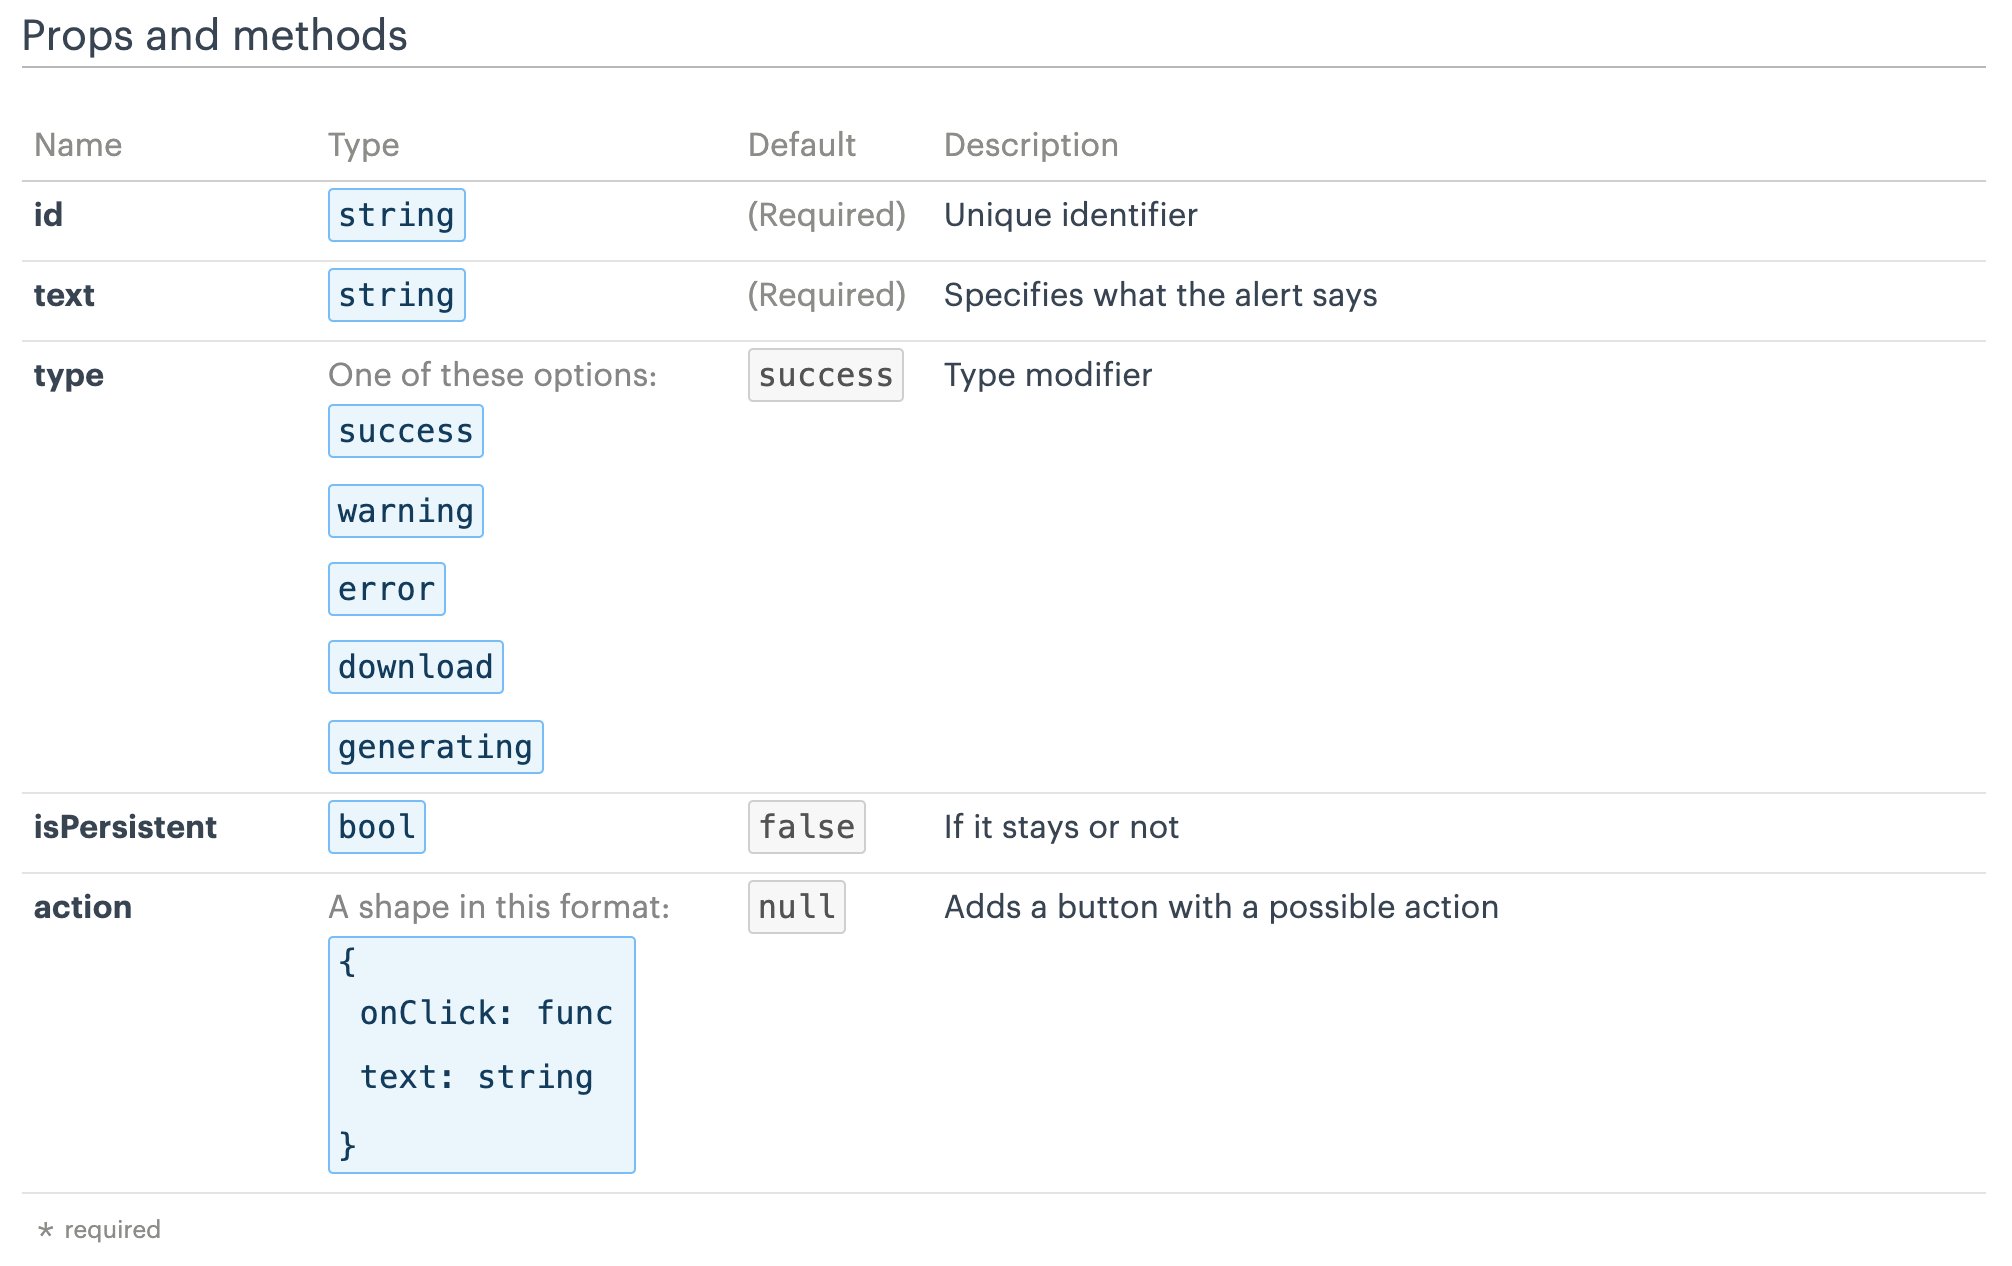 Props and methods
Name Type Default Description
id string (Required) Unique identifier
text string (Required) Specifies what the alert says
type One of these options: success Type modifier
success
warning
error
download
generating
isPersistent bool false If it stays or not
action A shape in this format: null Adds a button with a possible action
{
onClick: func
text: string
}
* required